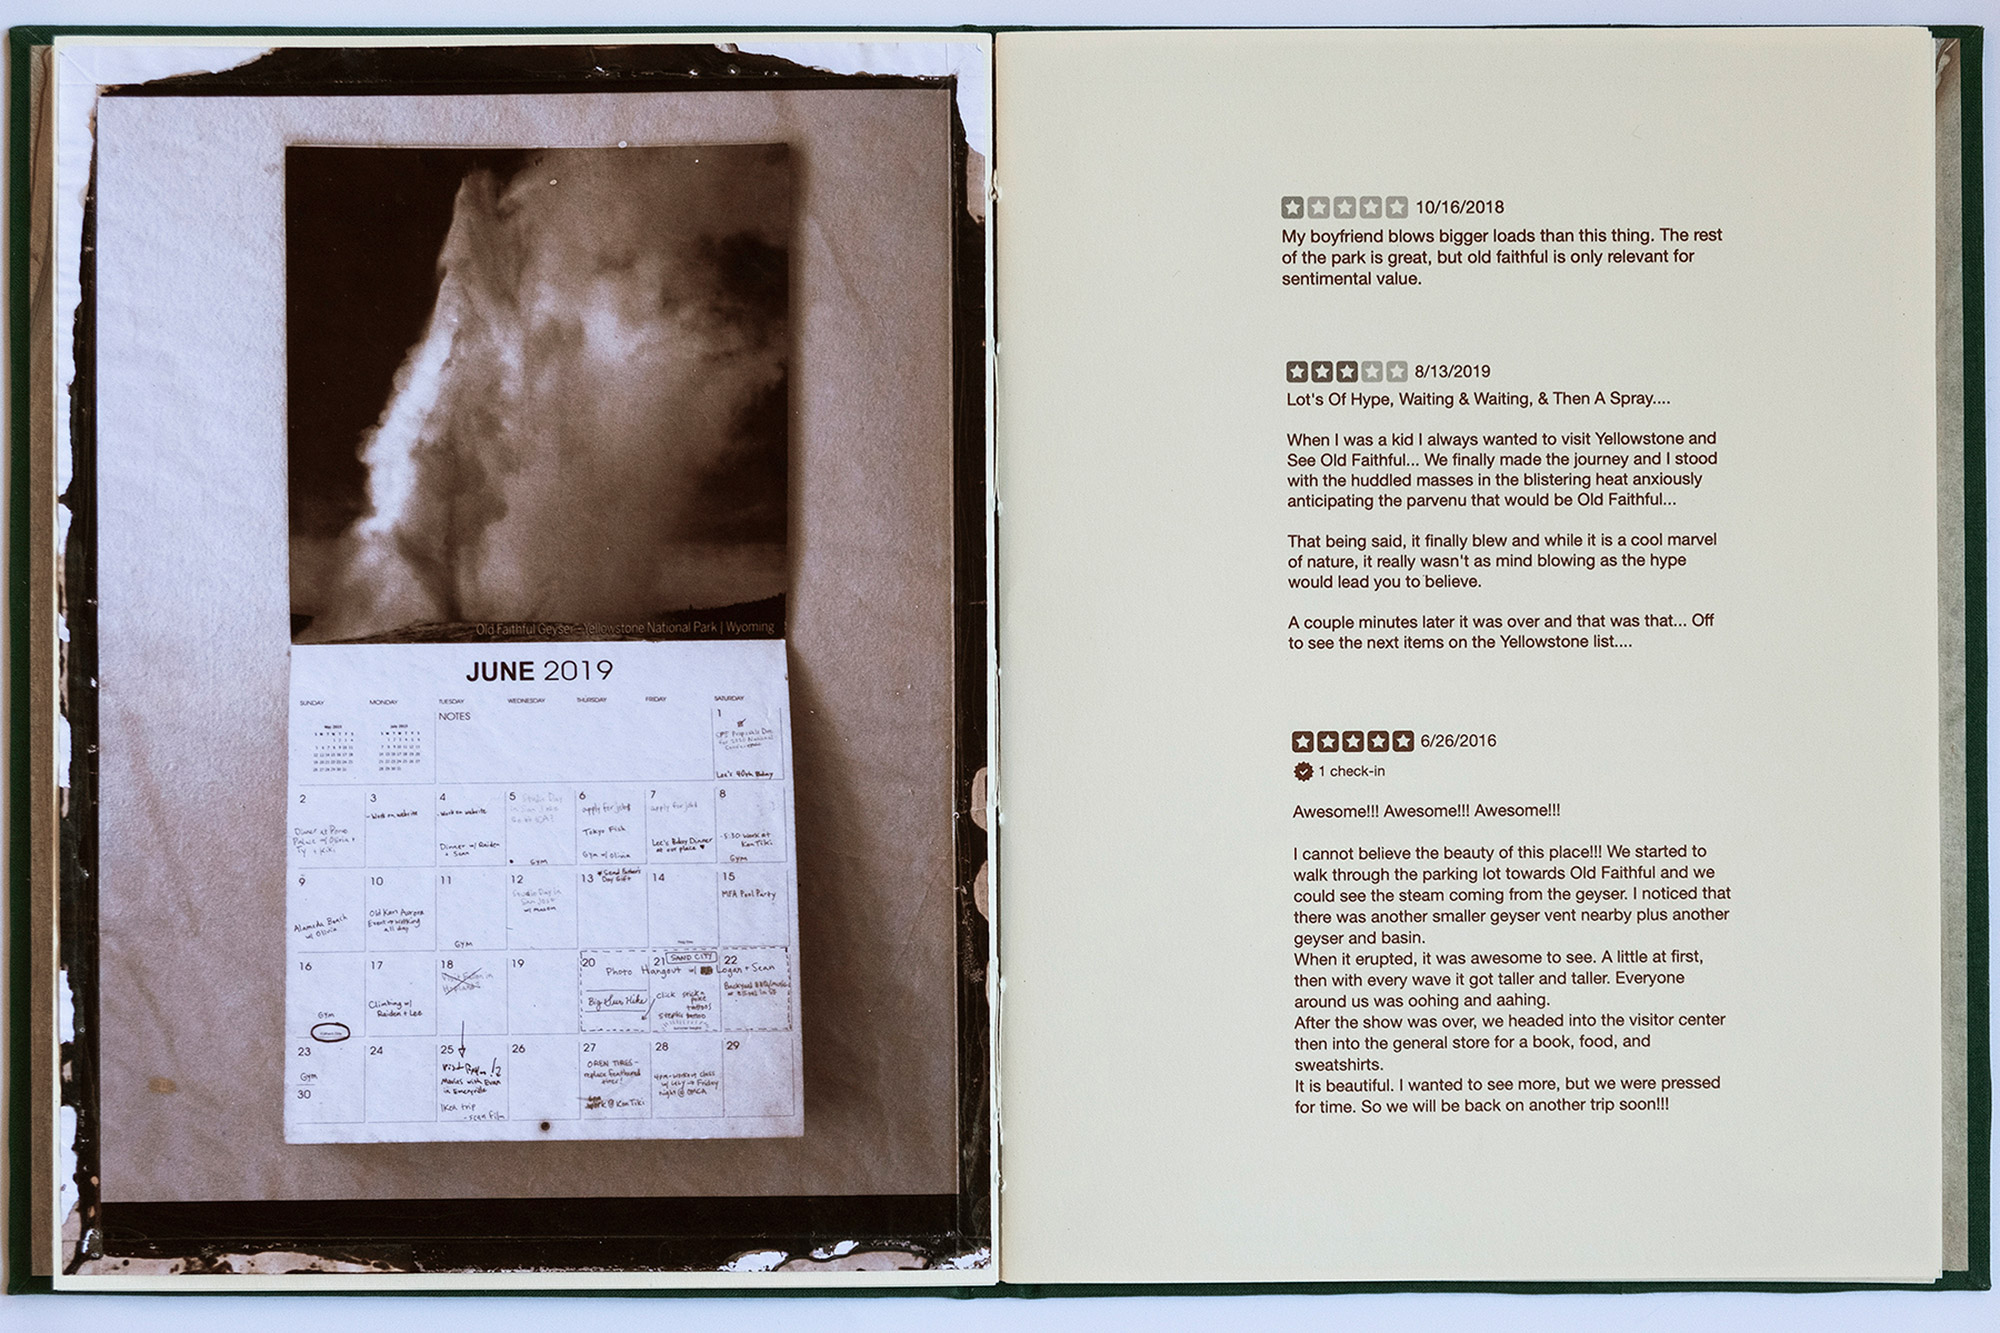 Old Faithful Geyser - Yellowstone National Park | Wyoming
JUNE 2019
SUNDAY MONDAY TUESDAY WEDNESDAY THURSDAY FRIDAY SATURDAY
NOTES
1
Lee's 40th Bday
2
Dinner at
Palace w/ Olivia +
Ty + Kiki
3
- Work on website
4
- Work on website
Dinner w/ Raiden
+ Sean
5
Gym
6
apply for jobs
Tokyo Fish
Gym w/ Olivia
7
apply for jobs
Lee's Bday Dinner
at our place ♥
8
-5:30 work at
Kon Tiki
Gym
9
Alameda Beach
w/ Olivia
10
Old Kan Aurora
Event → working
all day
11
Gym
12
Studio Day in
San Jose
13
Send Father's
Day Gift
14
15
MFA Pool Party
16
Gym
17
Climbing w/
Raiden + Lee
18
19
20 21 22
SAND CITY
Photo Hangout w/ Logan + Sean
Big Sur Hike
23
Gym
30
24
25
Movies with Evan
in Emeryville
IKEA trip
- scan film
26
27
OREN TIRES -
replace feathered
tires!
work @ Kon Tiki
28
29
10/16/2018
My boyfriend blows bigger loads than this thing. The rest
of the park is great, but old faithful is only relevant for
sentimental value.
8/13/2019
Lot's Of Hype, Waiting & Waiting, & Then A Spray....
When I was a kid I always wanted to visit Yellowstone and
See Old Faithful... We finally made the journey and I stood
with the huddled masses in the blistering heat anxiously
anticipating the parvenu that would be Old Faithful...
That being said, it finally blew and while it is a cool marvel
of nature, it really wasn't as mind blowing as the hype
would lead you to believe.
A couple minutes later it was over and that was that... Off
to see the next items on the Yellowstone list....
6/26/2016
1 check-in
Awesome!!! Awesome!!! Awesome!!!
I cannot believe the beauty of this place!!! We started to
walk through the parking lot towards Old Faithful and we
could see the steam coming from the geyser. I noticed that
there was another smaller geyser vent nearby plus another
geyser and basin.
When it erupted, it was awesome to see. A little at first,
then with every wave it got taller and taller. Everyone
around us was oohing and aahing.
After the show was over, we headed into the visitor center
then into the general store for a book, food, and
sweatshirts.
It is beautiful. I wanted to see more, but we were pressed
for time. So we will be back on another trip soon!!!